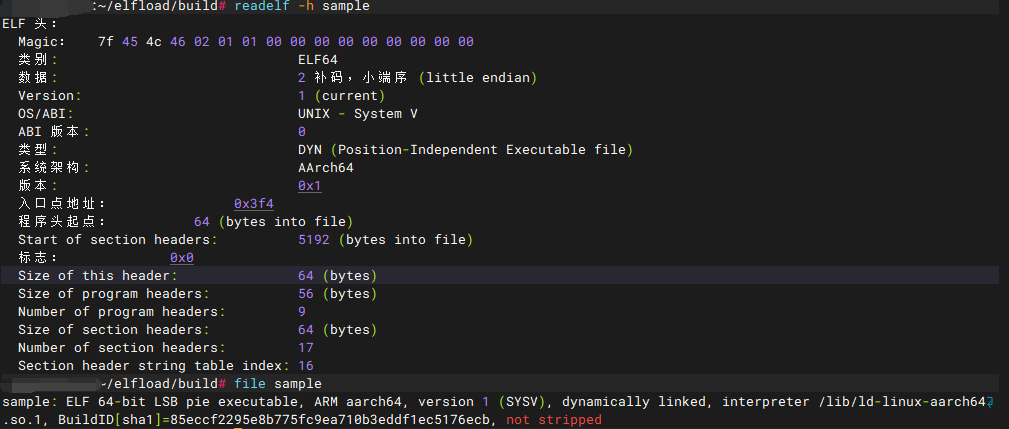 :~/elfload/build# readelf -h sample
ELF 头:
Magic: 7f 45 4c 46 02 01 01 00 00 00 00 00 00 00 00 00
类别: ELF64
数据: 2 补码，小端序 (little endian)
Version: 1 (current)
OS/ABI: UNIX - System V
ABI 版本: 0
类型: DYN (Position-Independent Executable file)
系统架构: AArch64
版本: 0x1
入口点地址: 0x3f4
程序头起点: 64 (bytes into file)
Start of section headers: 5192 (bytes into file)
标志: 0x0
Size of this header: 64 (bytes)
Size of program headers: 56 (bytes)
Number of program headers: 9
Size of section headers: 64 (bytes)
Number of section headers: 17
Section header string table index: 16
~/elfload/build# file sample
sample: ELF 64-bit LSB pie executable, ARM aarch64, version 1 (SYSV), dynamically linked, interpreter /lib/ld-linux-aarch64
.so.1, BuildID[sha1]=85eccf2295e8b775fc9ea710b3eddf1ec5176ecb, not stripped